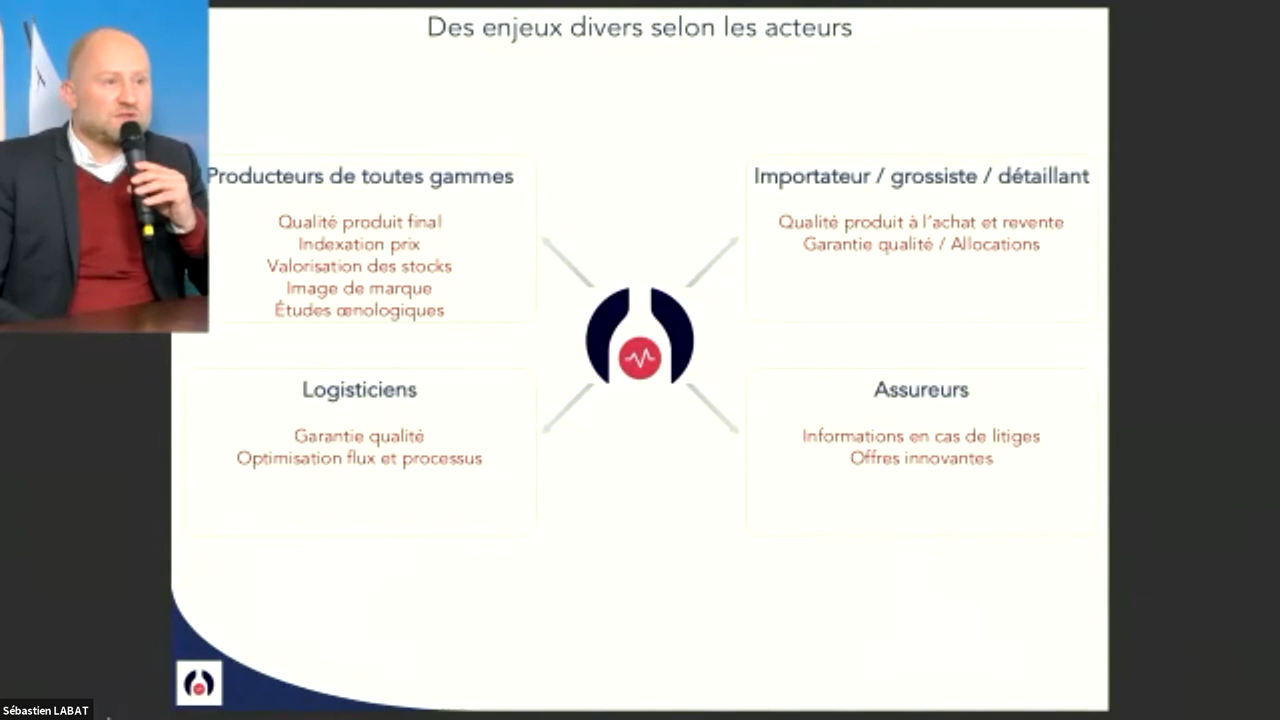 Des enjeux divers selon les acteurs
Producteurs de toutes gammes
Qualité produit final
Indexation prix
Valorisation des stocks
Image de marque
Études œnologiques
Importateur / grossiste / détaillant
Qualité produit à l'achat et revente
Garantie qualité / Allocations
Logisticiens
Garantie qualité
Optimisation flux et processus
Assureurs
Informations en cas de litiges
Offres innovantes
Sébastien LABAT